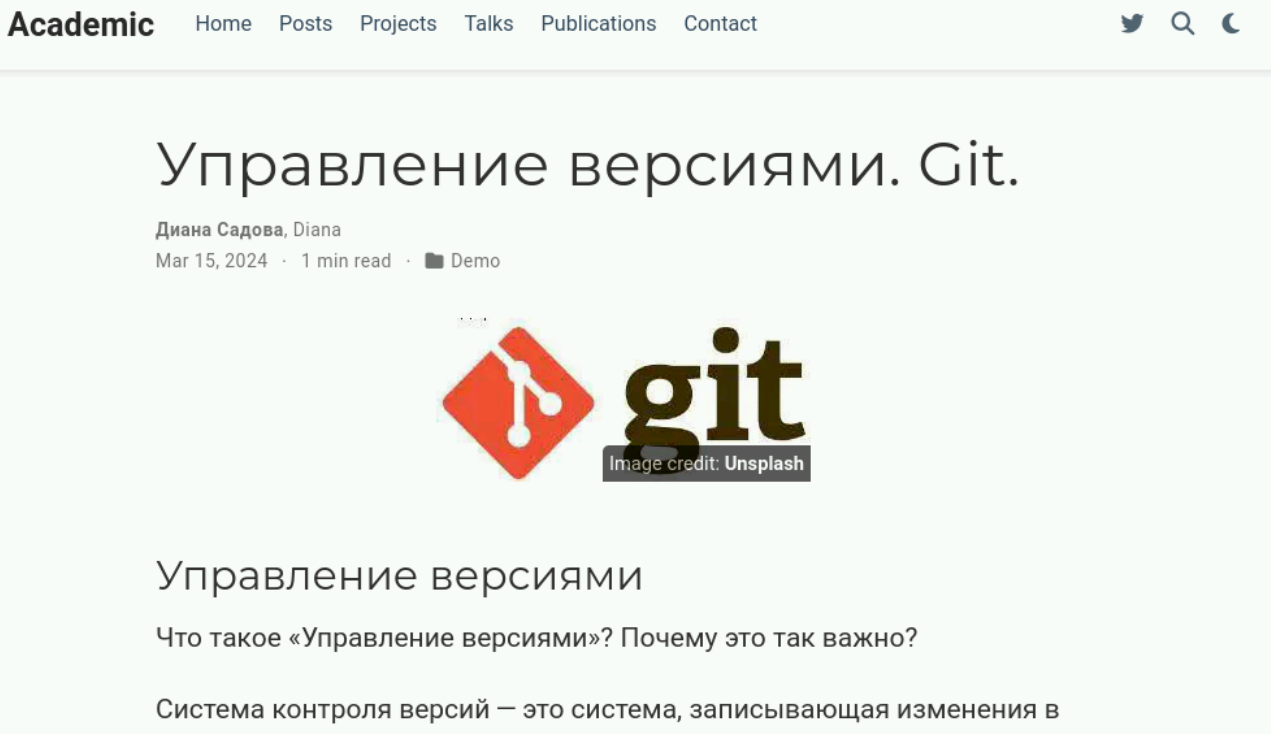 Academic Home Posts Projects Talks Publications Contact
Управление версиями. Git.
Диана Садова, Diana
Mar 15, 2024 · 1 min read · Demo
git
Image credit: Unsplash
Управление версиями
Что такое «Управление версиями»? Почему это так важно?
Система контроля версий — это система, записывающая изменения в